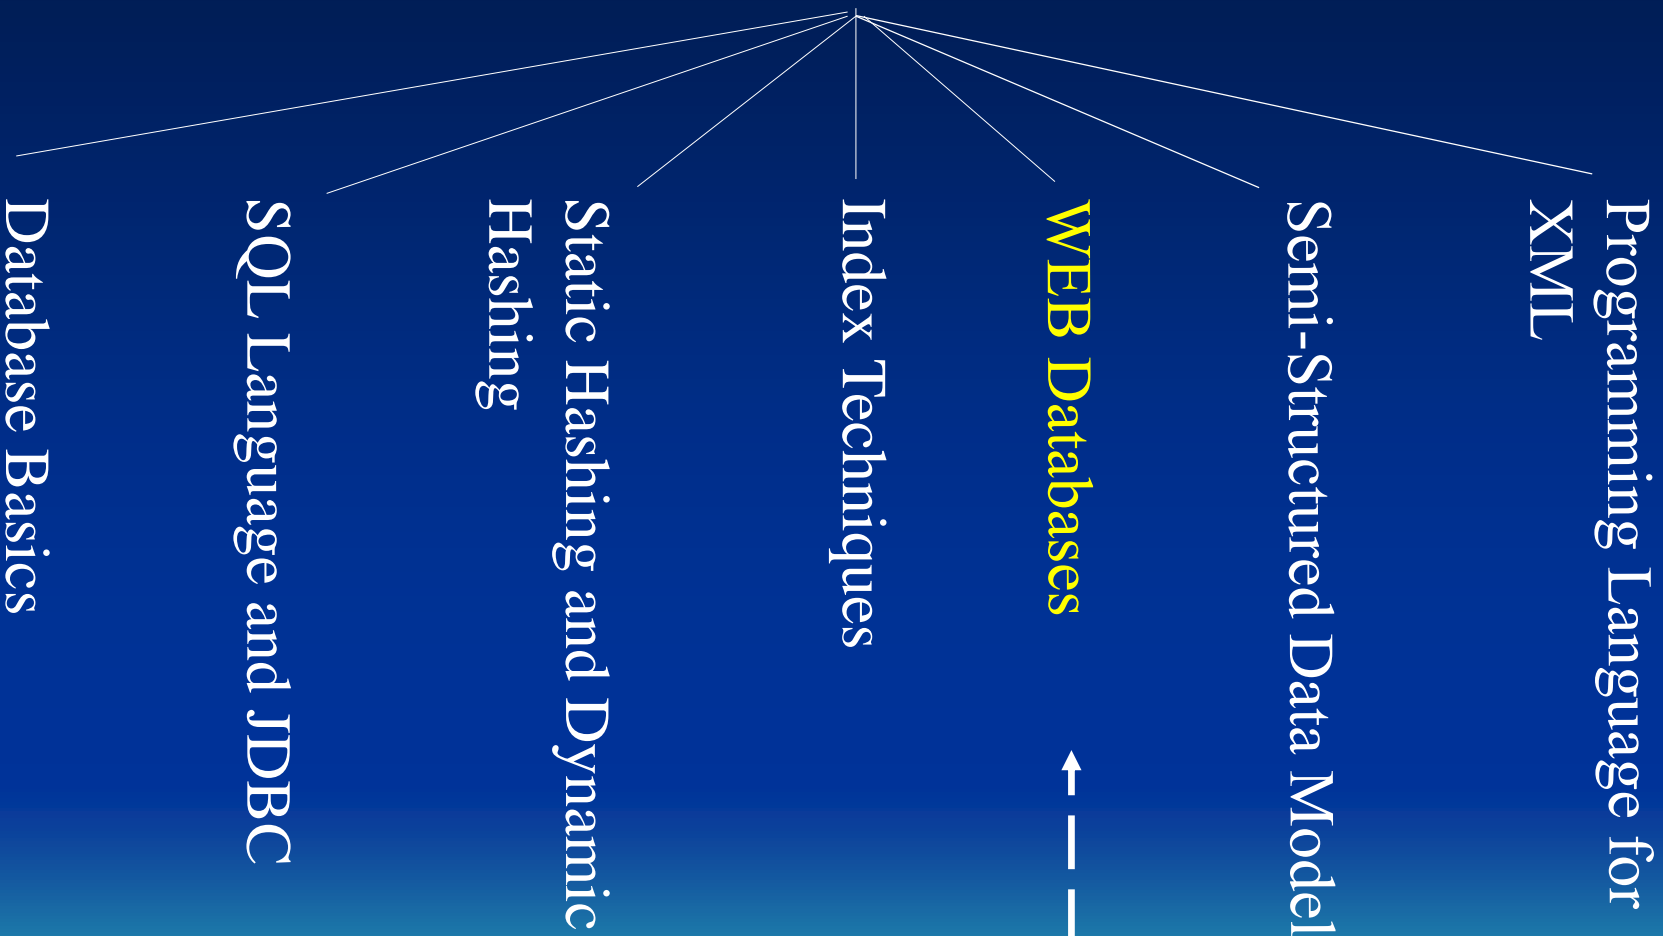 Database Basics
SQL Language and JDBC
Static Hashing and Dynamic
Hashing
Index Techniques
WEB Databases
Semi-Structured Data Model
Programming Language for
XML